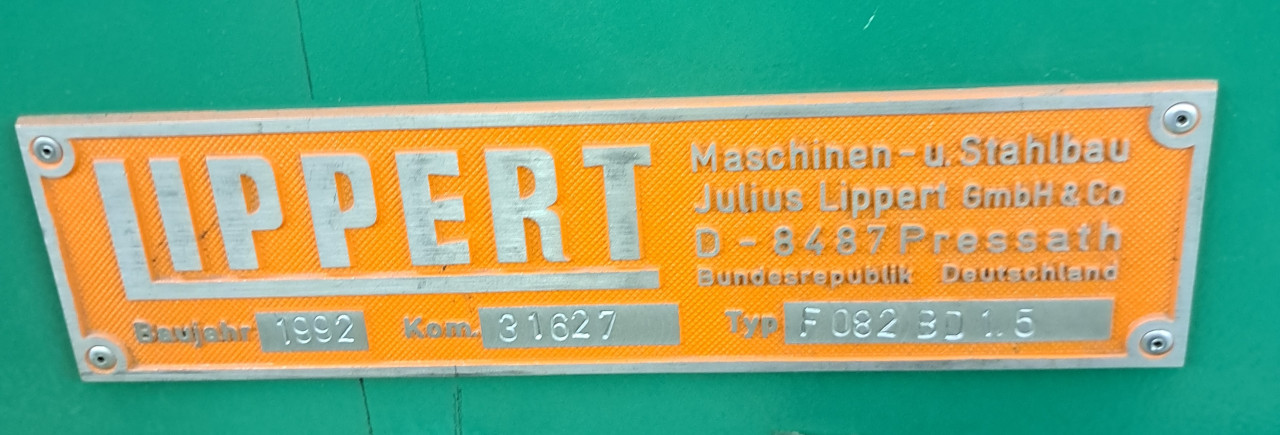 LIPPERT
Maschinen- u. Stahlbau
Julius Lippert GmbH & Co
D - 8487 Pressath
Bundesrepublik Deutschland
Baujahr 1992 Kom. 31627 Typ F 082 BD 1.5